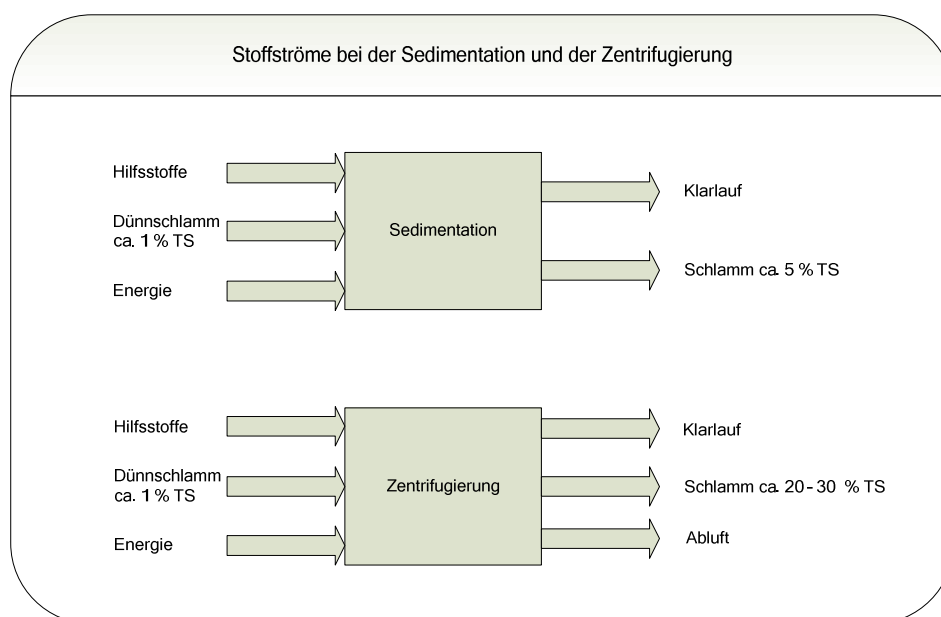 Stoffströme bei der Sedimentation und der Zentrifugierung
Hilfsstoffe
Dünnschlamm
ca. 1 % TS
Energie
Sedimentation
Klarlauf
Schlamm ca. 5 % TS
Hilfsstoffe
Dünnschlamm
ca. 1 % TS
Energie
Zentrifugierung
Klarlauf
Schlamm ca. 20 - 30 % TS
Abluft